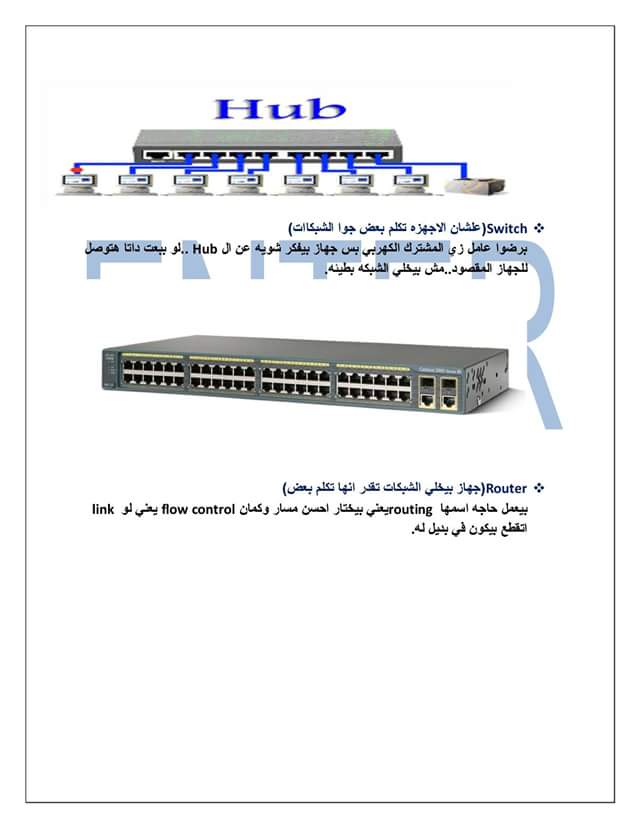 Hub
❖ Switch(علشان الاجهزه تكلم بعض جوا الشبكاات)
برضوا عامل زي المشترك الكهربي بس جهاز بيفكر شويه عن ال Hub ..لو بيعت داتا هتوصل
للجهاز المقصود..مش بيخلي الشبكه بطيئه.
❖ Router(جهاز بيخلي الشبكات تقدر انها تكلم بعض)
بيعمل حاجه اسمها routingيعني بيختار احسن مسار وكمان flow control يعني لو link
اتقطع بيكون في بديل له.